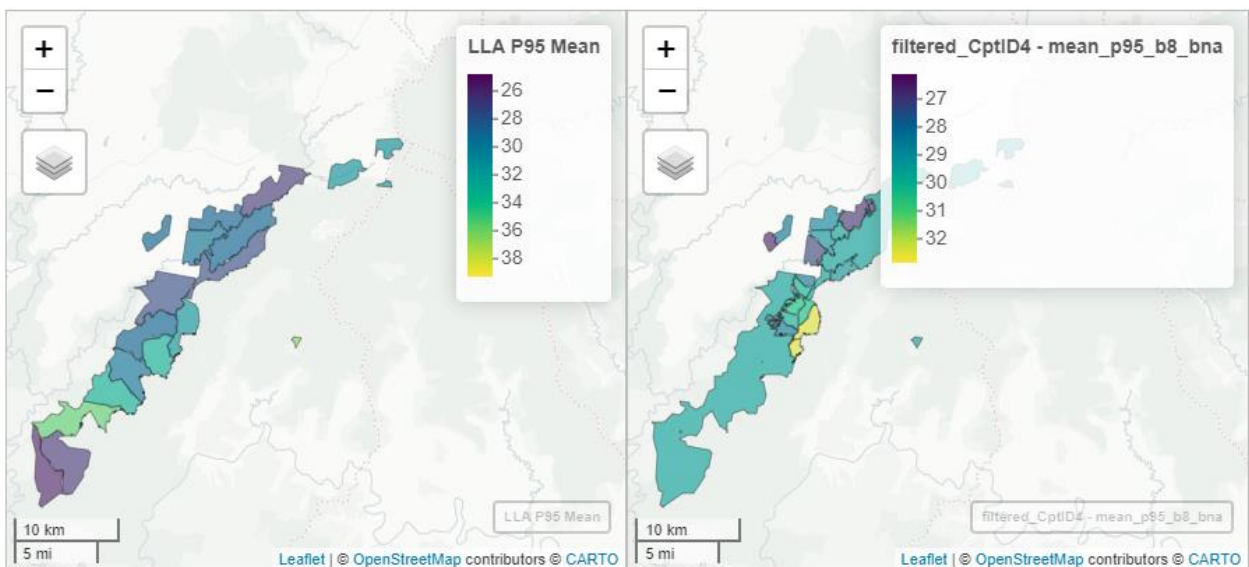 +
−
LLA P95 Mean
26
28
30
32
34
36
38
10 km
5 mi
LLA P95 Mean
Leaflet | © OpenStreetMap contributors © CARTO
+
−
filtered_CptID4 - mean_p95_b8_bna
27
28
29
30
31
32
10 km
5 mi
filtered_CptID4 - mean_p95_b8_bna
Leaflet | © OpenStreetMap contributors © CARTO